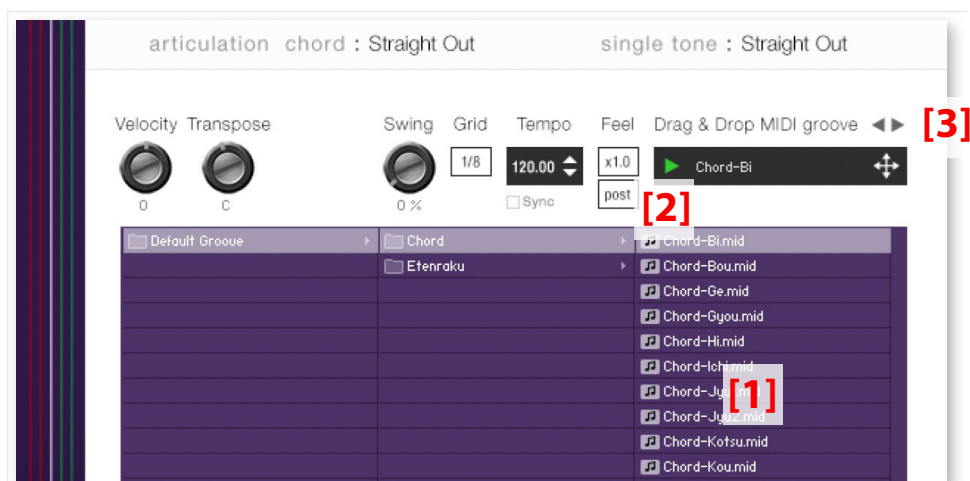 articulation chord : Straight Out single tone : Straight Out
Velocity Transpose Swing Grid Tempo Feel Drag & Drop MIDI groove [3]
1/8 120.00 x1.0 Chord-Bi
0 C 0 % Sync post [2]
Default Groove Chord Chord-Bi.mid
Etenraku Chord-Bou.mid
Chord-Ge.mid
Chord-Gyou.mid
Chord-Hi.mid
Chord-Ichi.mid
[1]
Chord-Kotsu.mid
Chord-Kou.mid